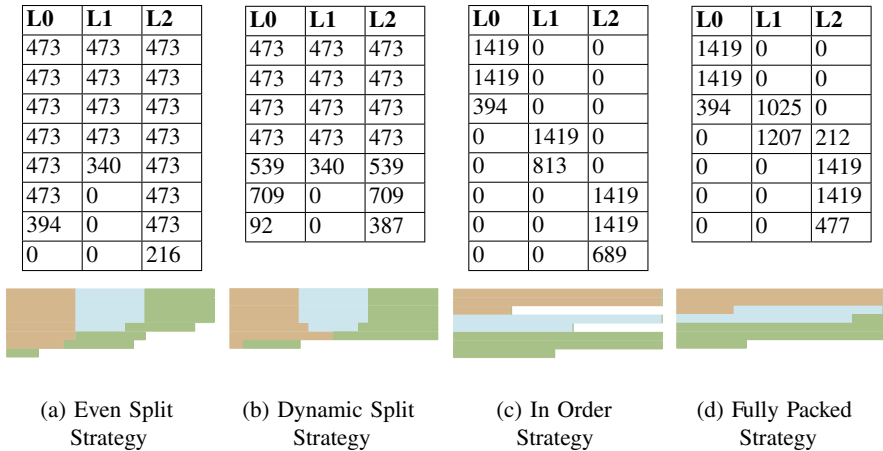 L0 L1 L2
473 473 473
473 473 473
473 473 473
473 473 473
473 340 473
473 0 473
394 0 473
0 0 216
(a) Even Split
Strategy
L0 L1 L2
473 473 473
473 473 473
473 473 473
473 473 473
539 340 539
709 0 709
92 0 387
(b) Dynamic Split
Strategy
L0 L1 L2
1419 0 0
1419 0 0
394 0 0
0 1419 0
0 813 0
0 0 1419
0 0 1419
0 0 689
(c) In Order
Strategy
L0 L1 L2
1419 0 0
1419 0 0
394 1025 0
0 1207 212
0 0 1419
0 0 1419
0 0 477
(d) Fully Packed
Strategy